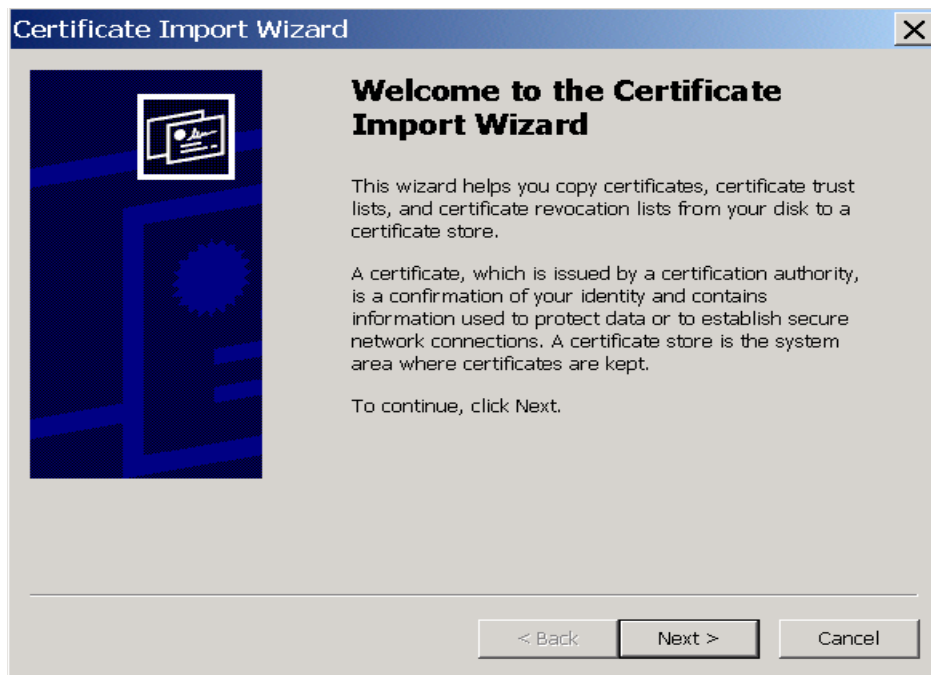 Certificate Import Wizard
Welcome to the Certificate
Import Wizard
This wizard helps you copy certificates, certificate trust
lists, and certificate revocation lists from your disk to a
certificate store.
A certificate, which is issued by a certification authority,
is a confirmation of your identity and contains
information used to protect data or to establish secure
network connections. A certificate store is the system
area where certificates are kept.
To continue, click Next.
< Back Next > Cancel